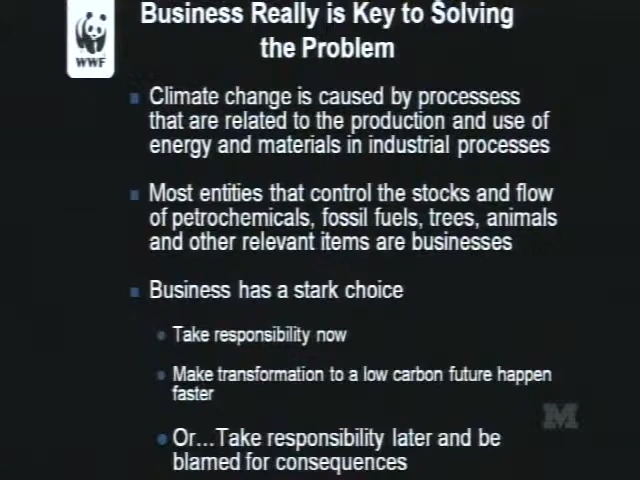 Business Really is Key to Solving
the Problem
WWF
Climate change is caused by processess
that are related to the production and use of
energy and materials in industrial processes
Most entities that control the stocks and flow
of petrochemicals, fossil fuels, trees, animals
and other relevant items are businesses
Business has a stark choice
Take responsibility now
Make transformation to a low carbon future happen
faster
M
Or...Take responsibility later and be
blamed for consequences